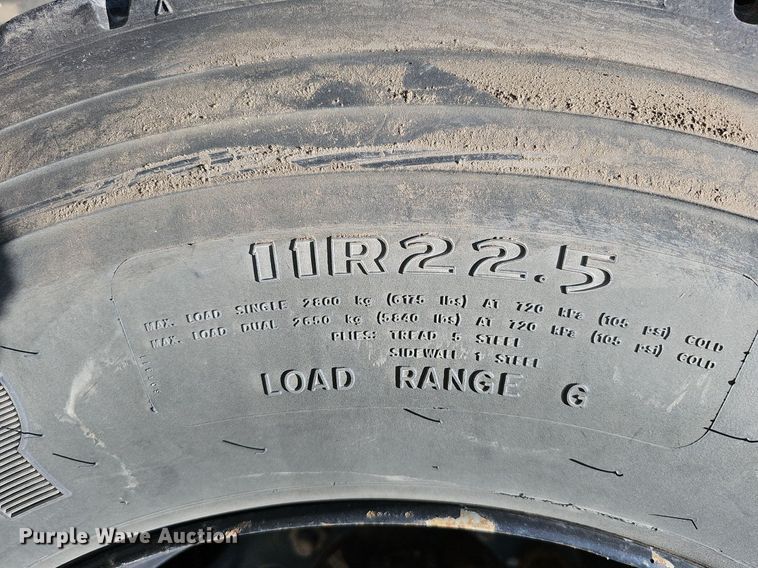 11R22.5
MAX. LOAD SINGLE 2800 kg (6175 lbs) AT 720 kPa (105 psi) COLD
MAX. LOAD DUAL 2650 kg (5840 lbs) AT 720 kPa (105 psi) COLD
PLIES: TREAD 5 STEEL
SIDEWALL 1 STEEL
LOAD RANGE G
Purple Wave Auction®